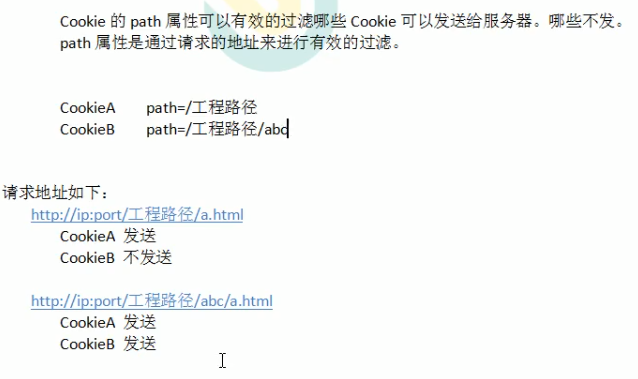 Cookie 的 path 属性可以有效的过滤哪些 Cookie 可以发送给服务器。哪些不发。
path 属性是通过请求的地址来进行有效的过滤。
CookieA path=/工程路径
CookieB path=/工程路径/abc
请求地址如下：
http://ip:port/工程路径/a.html
CookieA 发送
CookieB 不发送
http://ip:port/工程路径/abc/a.html
CookieA 发送
CookieB 发送